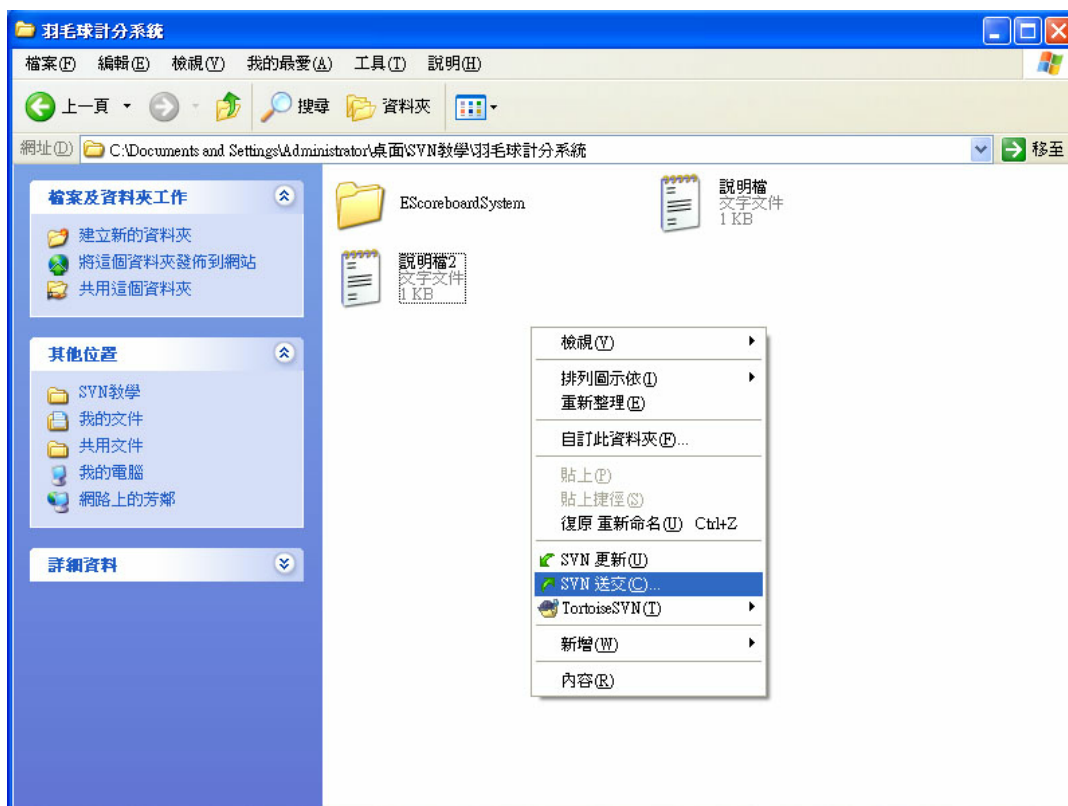 羽毛球計分系統
檔案(F) 編輯(E) 檢視(V) 我的最愛(A) 工具(T) 說明(H)
上一頁 搜尋 資料夾
網址(D) C:\Documents and Settings\Administrator\桌面\SVN教學\羽毛球計分系統 移至
檔案及資料夾工作
建立新的資料夾
將這個資料夾發佈到網站
共用這個資料夾
其他位置
SVN教學
我的文件
共用文件
我的電腦
網路上的芳鄰
詳細資料
EScoreboardSystem
說明檔
文字文件
1 KB
說明檔2
文字文件
1 KB
檢視(V)
排列圖示依(I)
重新整理(E)
自訂此資料夾(F)...
貼上(P)
貼上捷徑(S)
復原 重新命名(U) Ctrl+Z
SVN 更新(U)
SVN 送交(C)...
TortoiseSVN(T)
新增(W)
內容(R)